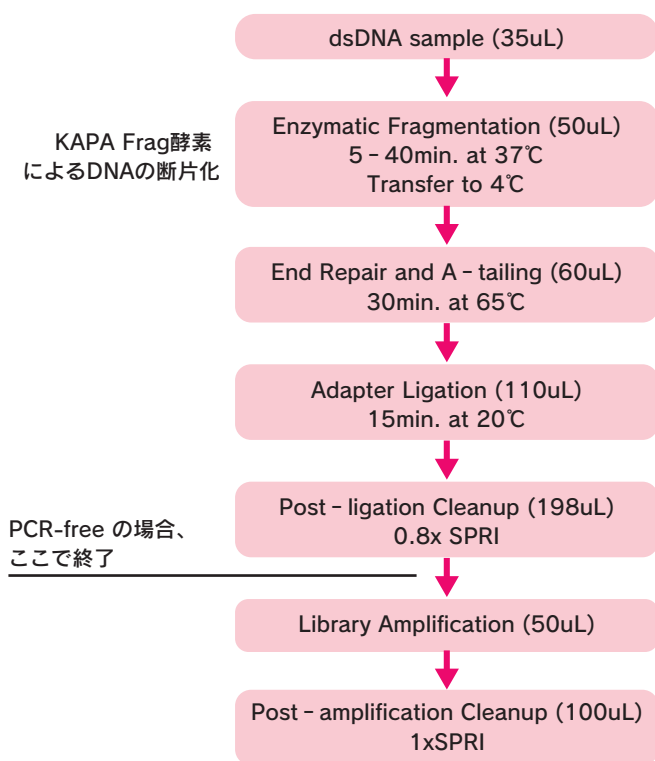 dsDNA sample (35uL)
KAPA Frag酵素
によるDNAの断片化
Enzymatic Fragmentation (50uL)
5–40min. at 37℃
Transfer to 4℃
End Repair and A–tailing (60uL)
30min. at 65℃
Adapter Ligation (110uL)
15min. at 20℃
Post–ligation Cleanup (198uL)
0.8x SPRI
PCR-free の場合、
ここで終了
Library Amplification (50uL)
Post–amplification Cleanup (100uL)
1xSPRI